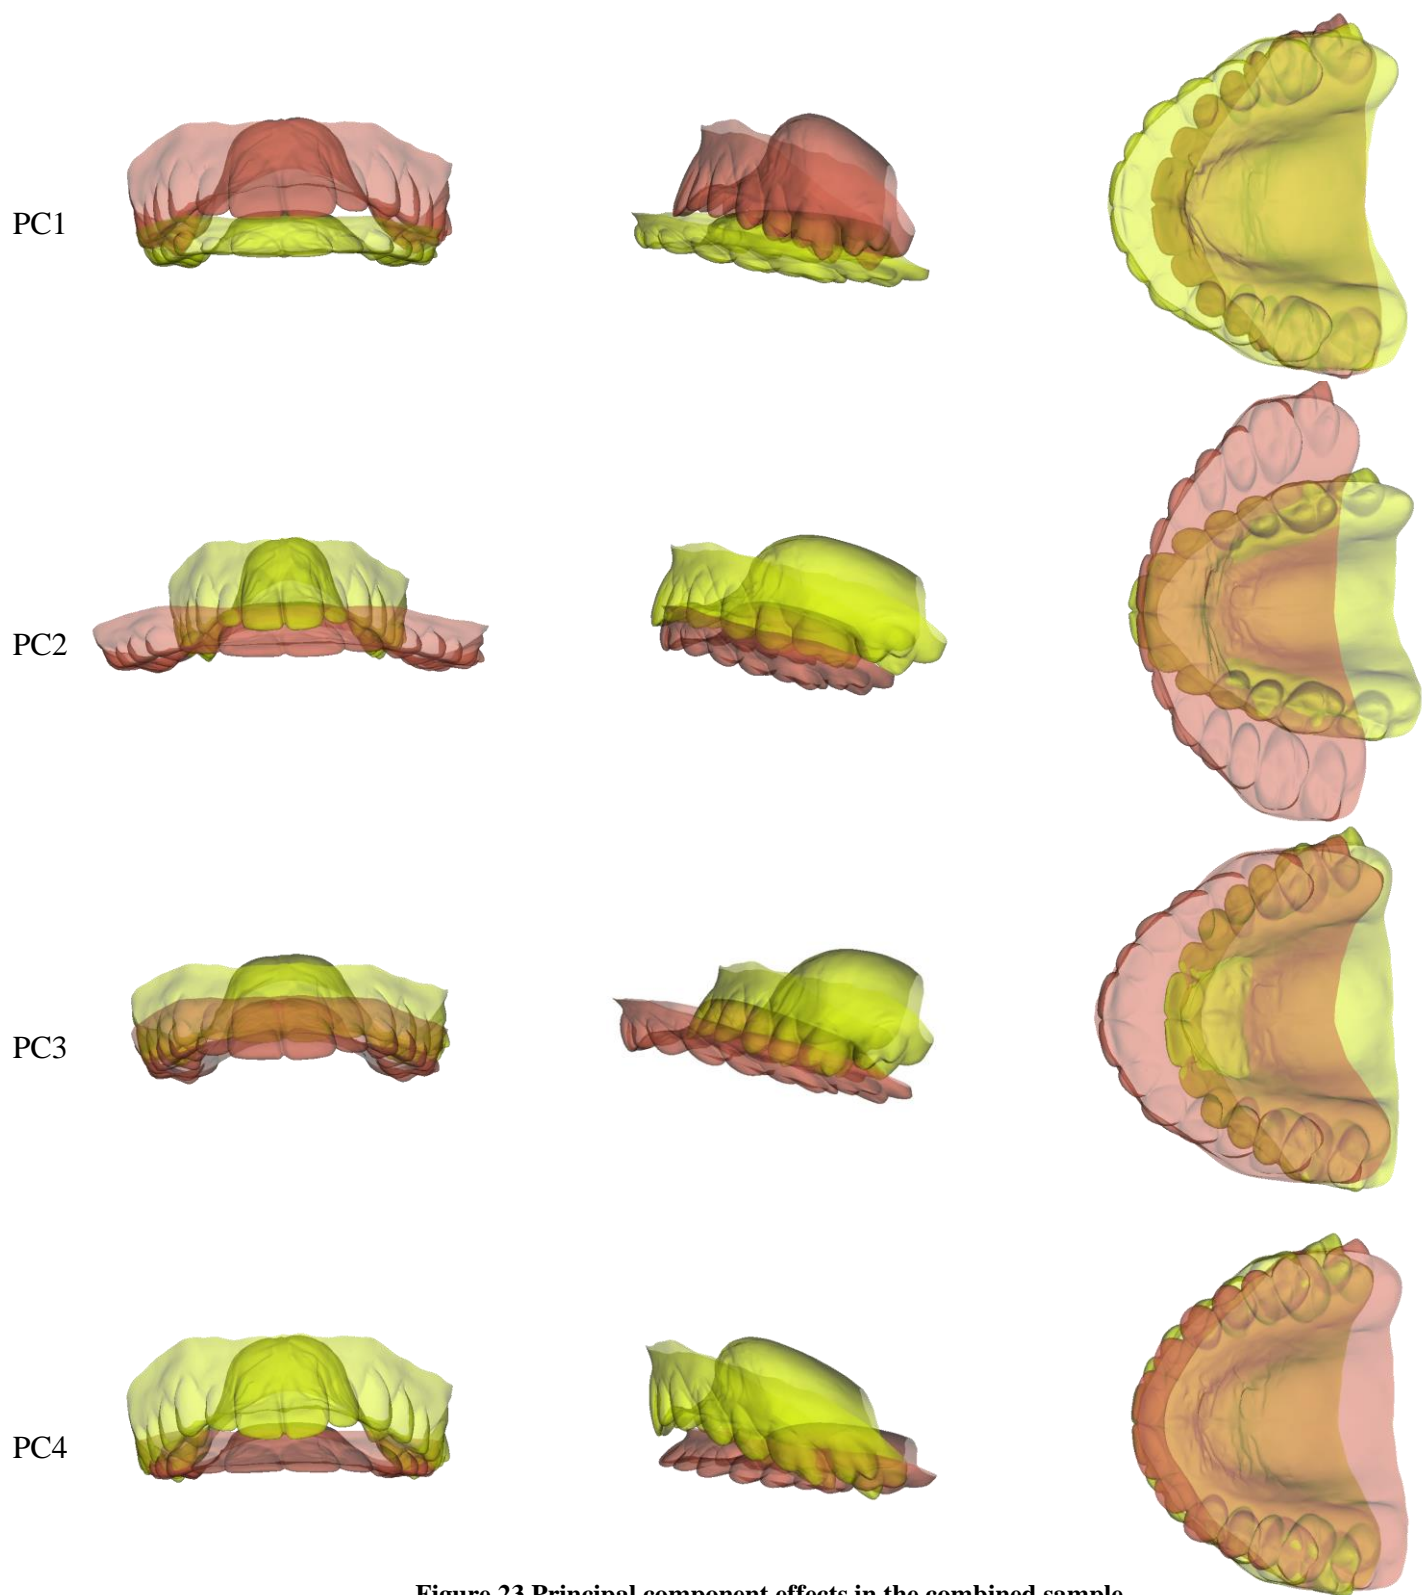 PC1
PC2
PC3
PC4
Figure 23 Principal component effects in the combined sample